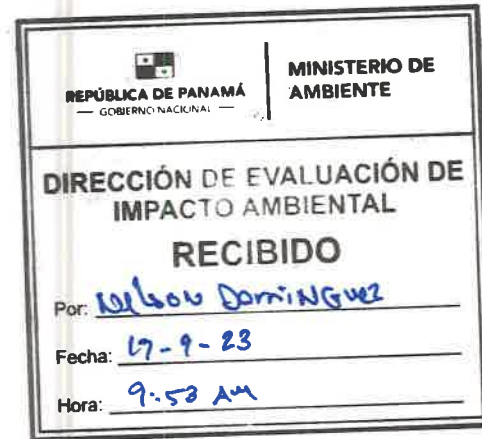 REPÚBLICA DE PANAMÁ
— GOBIERNO NACIONAL —
MINISTERIO DE
AMBIENTE
DIRECCIÓN DE EVALUACIÓN DE
IMPACTO AMBIENTAL
RECIBIDO
Por: Nelson Dominguez
Fecha: 19-9-23
Hora: 9:53 AM